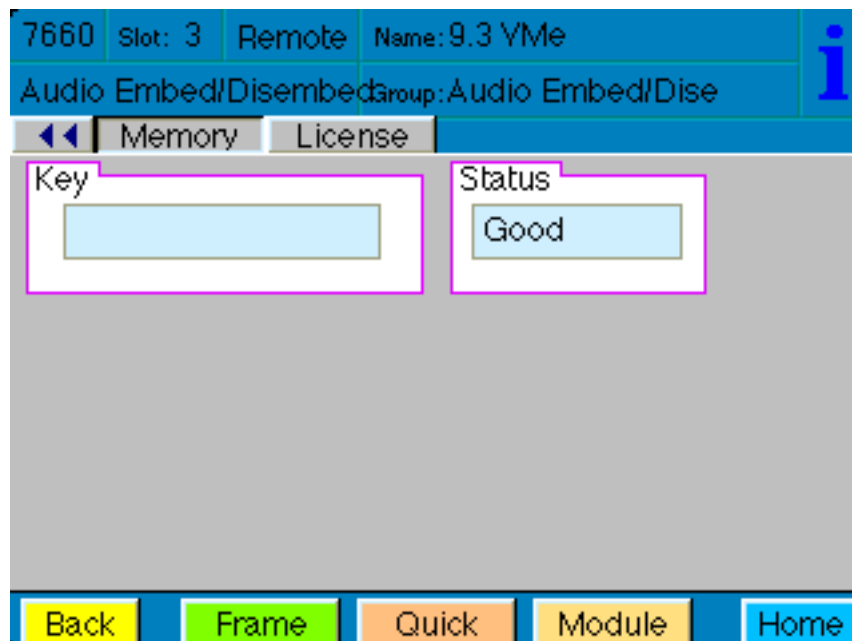 7660 Slot: 3 Remote Name: 9.3 VMe
Audio Embed/Disembed Group: Audio Embed/Dise
Memory License
Key Status
Good
Back Frame Quick Module Home